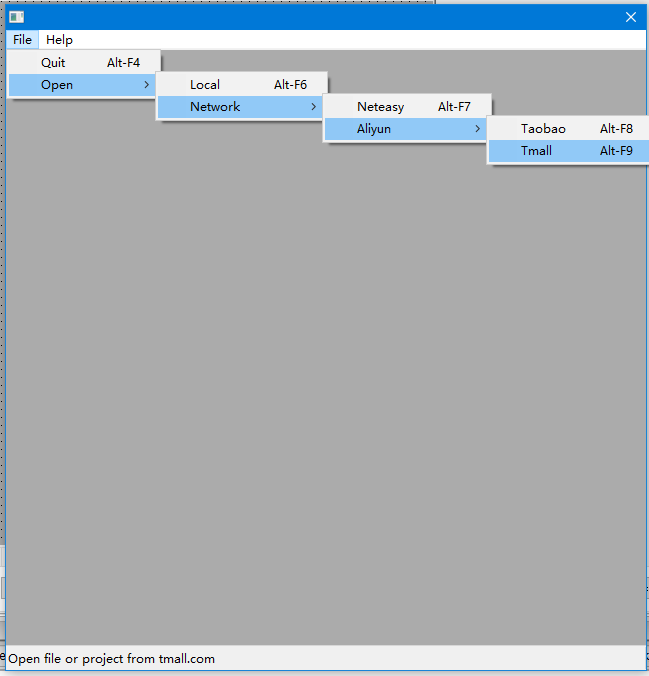 File Help
Quit Alt-F4
Open
Local Alt-F6
Network
Neteasy Alt-F7
Aliyun
Taobao Alt-F8
Tmall Alt-F9
Open file or project from tmall.com